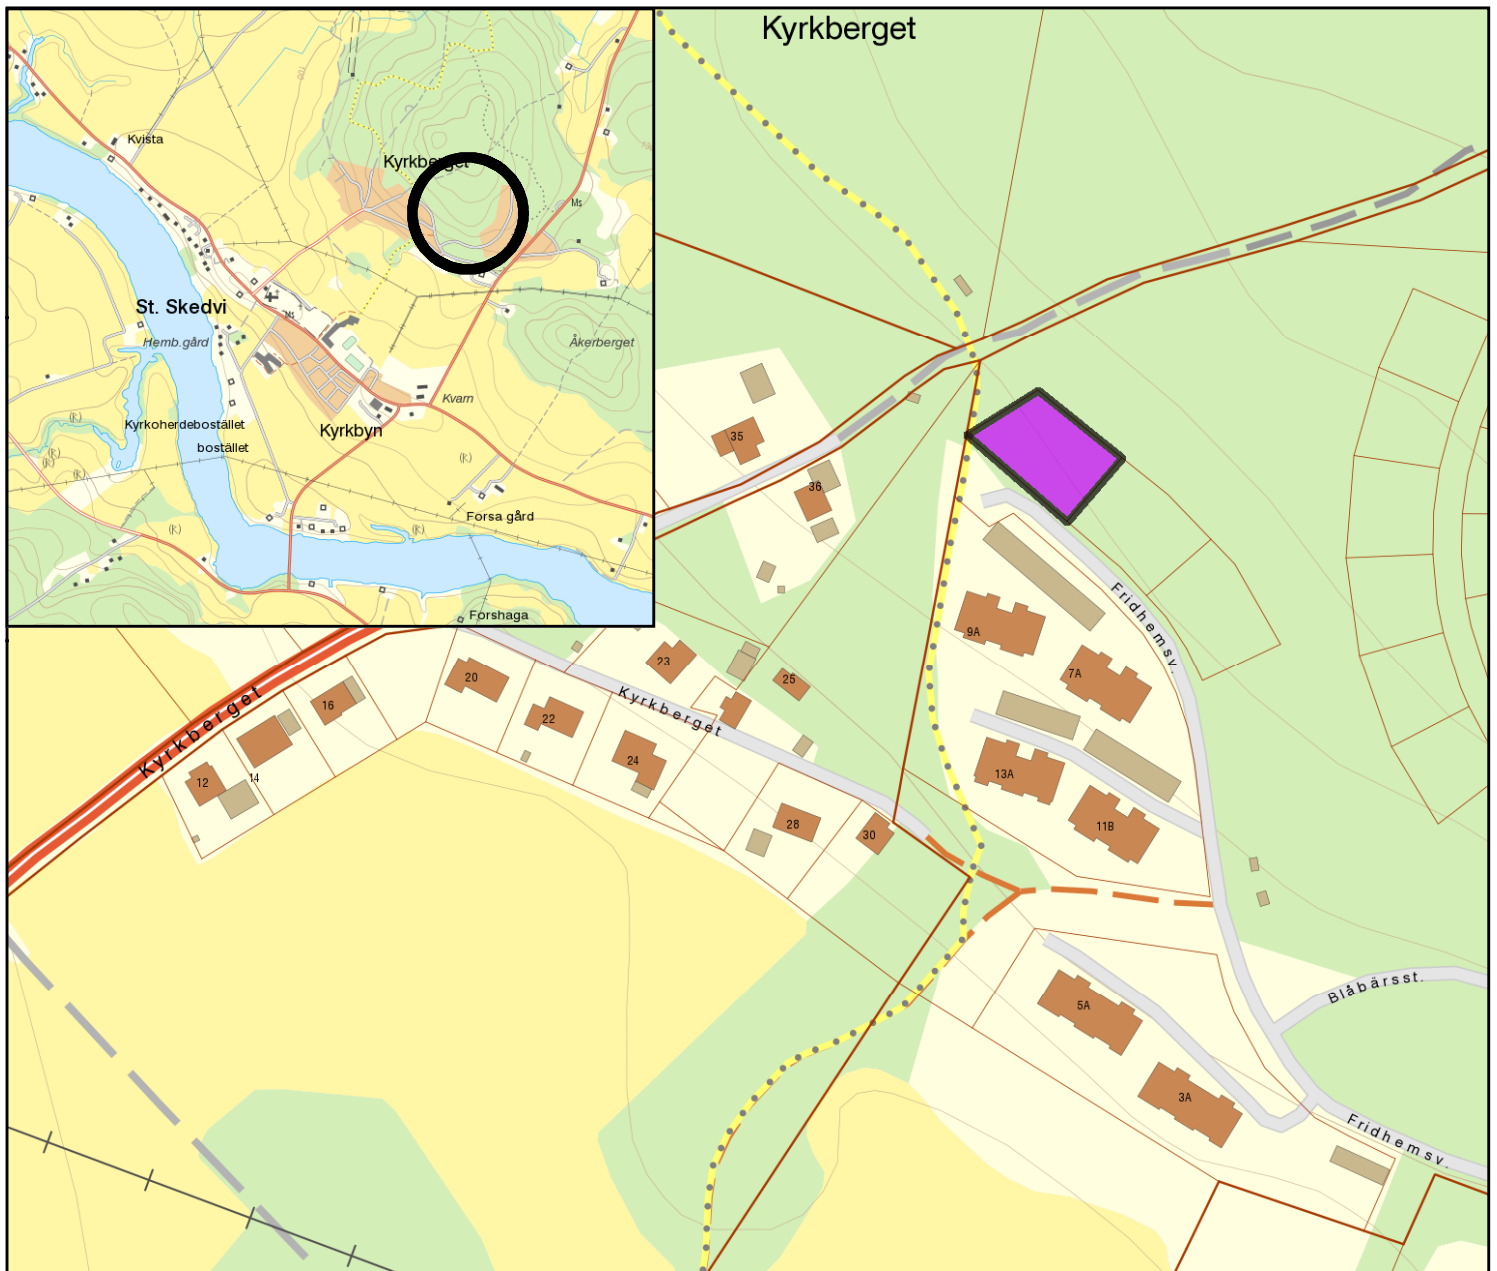 Kyrkberget
Kvista
Kyrkberget
Ms
St. Skedvi
Hemb.gård
Ms
Åkerberget
Kvarn
Kyrkoherdebostället
bostället
Kyrkbyn
(R)
(R)
(R)
(R)
(R)
(R)
(R)
Forsa gård
Forshaga
100
35
36
Fridhemsv.
9A
7A
23
25
20
16
22
Kyrkberget
Kyrkberget
24
14
12
13A
11B
28
30
Blåbärsst.
5A
3A
Fridhemsv.